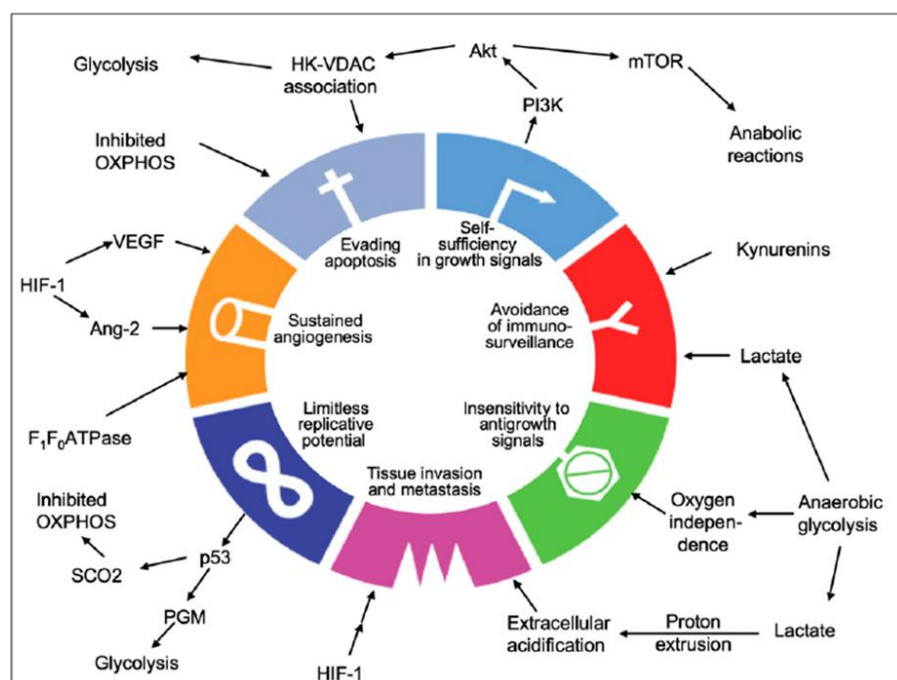 Glycolysis
HK-VDAC
association
Akt
mTOR
PI3K
Anabolic
reactions
Inhibited
OXPHOS
Evading
apoptosis
Self-
sufficiency
in growth signals
VEGF
HIF-1
Ang-2
Sustained
angiogenesis
Avoidance
of immuno-
surveillance
Kynurenins
Lactate
F₁F₀ATPase
Limitless
replicative
potential
Insensitivity to
antigrowth
signals
Tissue invasion
and metastasis
Inhibited
OXPHOS
SCO2
p53
PGM
Glycolysis
HIF-1
Oxygen
indepen-
dence
Anaerobic
glycolysis
Extracellular
acidification
Proton
extrusion
Lactate